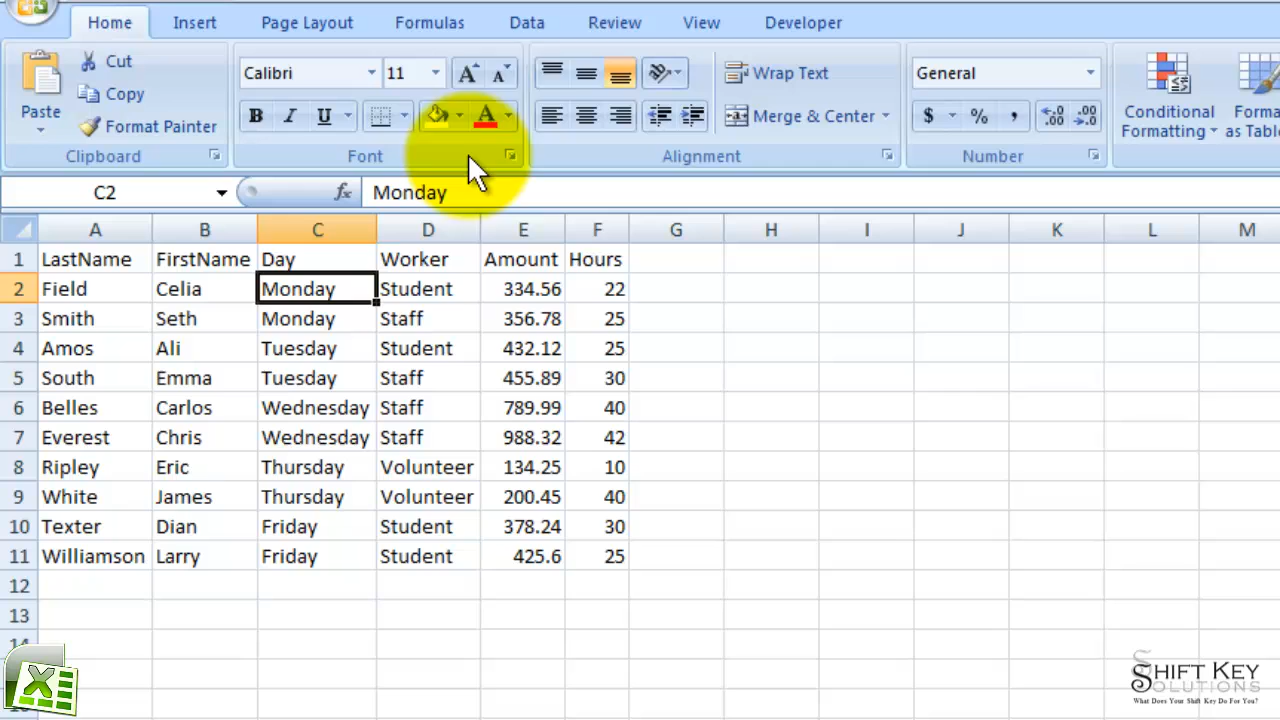 Home Insert Page Layout Formulas Data Review View Developer
Paste
Cut
Copy
Format Painter
Clipboard
Calibri 11 A A
B I U A
Font
Wrap Text
Merge & Center
Alignment
General
$ % , .00 .00
Number
Conditional
Formatting
Forma
as Table
C2 fx Monday
A B C D E F G H I J K L M
1 LastName FirstName Day Worker Amount Hours
2 Field Celia Monday Student 334.56 22
3 Smith Seth Monday Staff 356.78 25
4 Amos Ali Tuesday Student 432.12 25
5 South Emma Tuesday Staff 455.89 30
6 Belles Carlos Wednesday Staff 789.99 40
7 Everest Chris Wednesday Staff 988.32 42
8 Ripley Eric Thursday Volunteer 134.25 10
9 White James Thursday Volunteer 200.45 40
10 Texter Dian Friday Student 378.24 30
11 Williamson Larry Friday Student 425.6 25
12
13
14
SHIFT KEY
SOLUTIONS
What Does Your Shift Key Do For You?